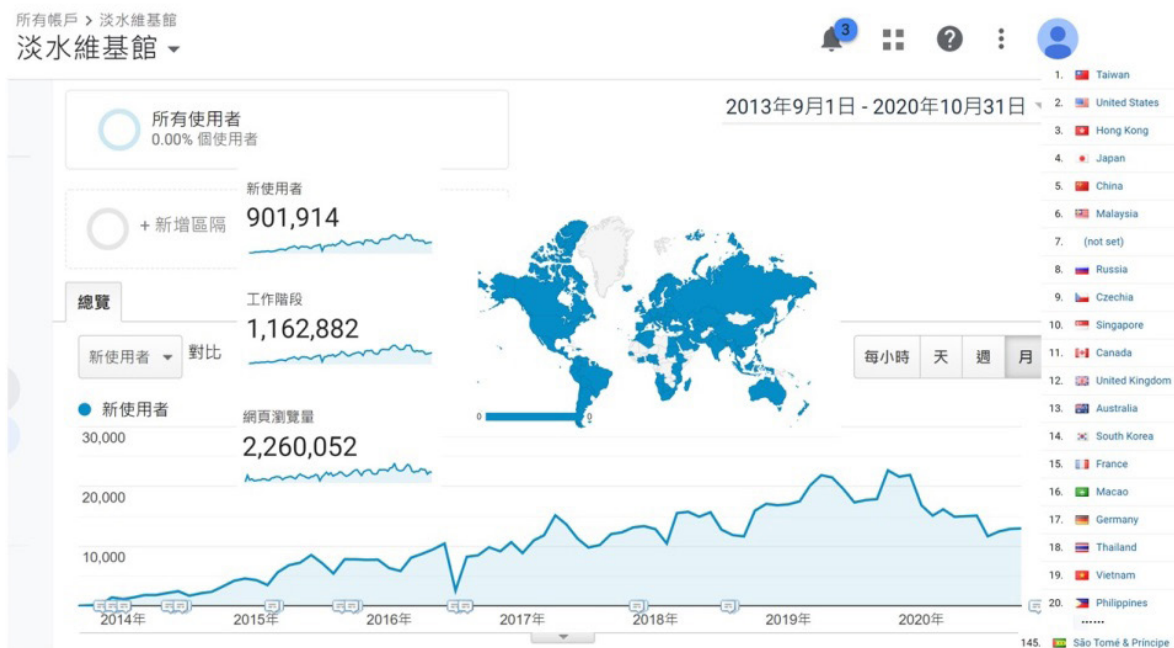 所有帳戶 > 淡水維基館
淡水維基館
3
所有使用者
0.00% 個使用者
2013年9月1日 - 2020年10月31日
+ 新增區隔
新使用者
901,914
工作階段
1,162,882
網頁瀏覽量
2,260,052
總覽
新使用者
對比
每小時
天
週
月
0
0
新使用者
30,000
20,000
10,000
2014年
2015年
2016年
2017年
2018年
2019年
2020年
1. Taiwan
2. United States
3. Hong Kong
4. Japan
5. China
6. Malaysia
7. (not set)
8. Russia
9. Czechia
10. Singapore
11. Canada
12. United Kingdom
13. Australia
14. South Korea
15. France
16. Macao
17. Germany
18. Thailand
19. Vietnam
20. Philippines
......
145. São Tomé & Príncipe